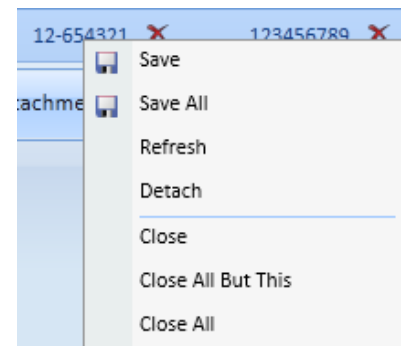 12-654321 123456789
Save
tachme Save All
Refresh
Detach
Close
Close All But This
Close All